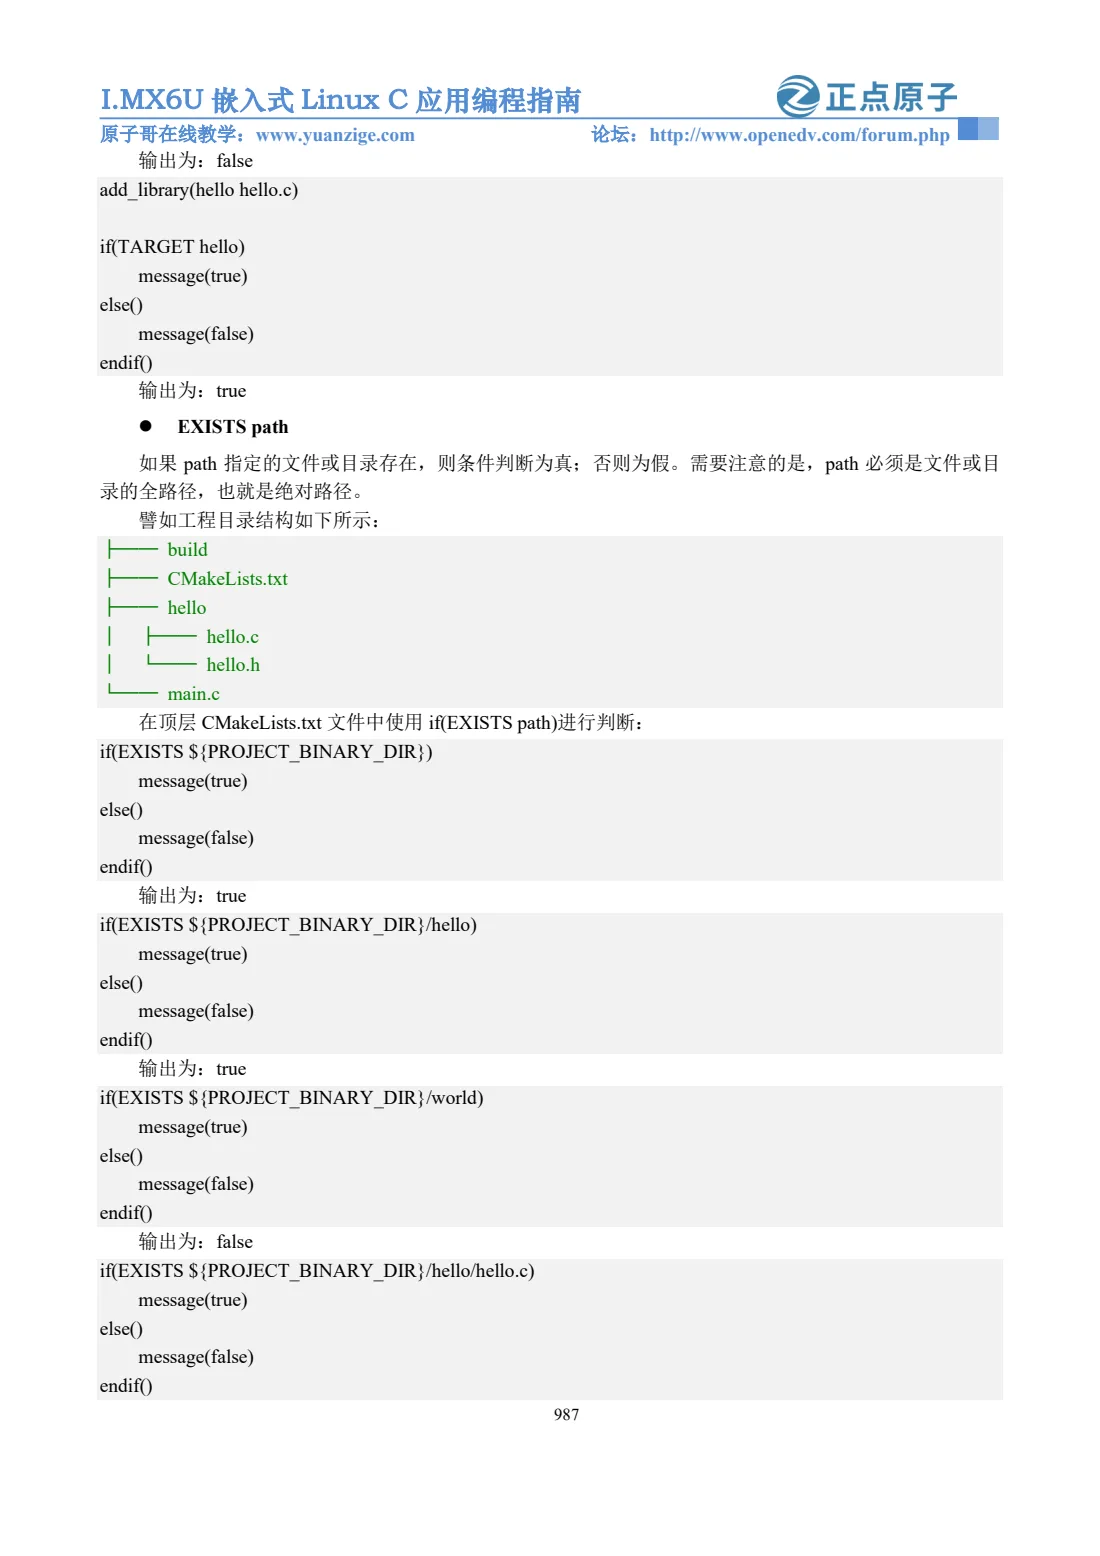 I.MX6U 嵌入式 Linux C 应用编程指南
正点原子
原子哥在线教学：www.yuanzige.com 论坛：http://www.openedv.com/forum.php
输出为：false
add_library(hello hello.c)
if(TARGET hello)
message(true)
else()
message(false)
endif()
输出为：true
● EXISTS path
如果 path 指定的文件或目录存在，则条件判断为真；否则为假。需要注意的是，path 必须是文件或目
录的全路径，也就是绝对路径。
譬如工程目录结构如下所示：
├── build
├── CMakeLists.txt
├── hello
│ ├── hello.c
│ └── hello.h
└── main.c
在顶层 CMakeLists.txt 文件中使用 if(EXISTS path)进行判断：
if(EXISTS ${PROJECT_BINARY_DIR})
message(true)
else()
message(false)
endif()
输出为：true
if(EXISTS ${PROJECT_BINARY_DIR}/hello)
message(true)
else()
message(false)
endif()
输出为：true
if(EXISTS ${PROJECT_BINARY_DIR}/world)
message(true)
else()
message(false)
endif()
输出为：false
if(EXISTS ${PROJECT_BINARY_DIR}/hello/hello.c)
message(true)
else()
message(false)
endif()
987